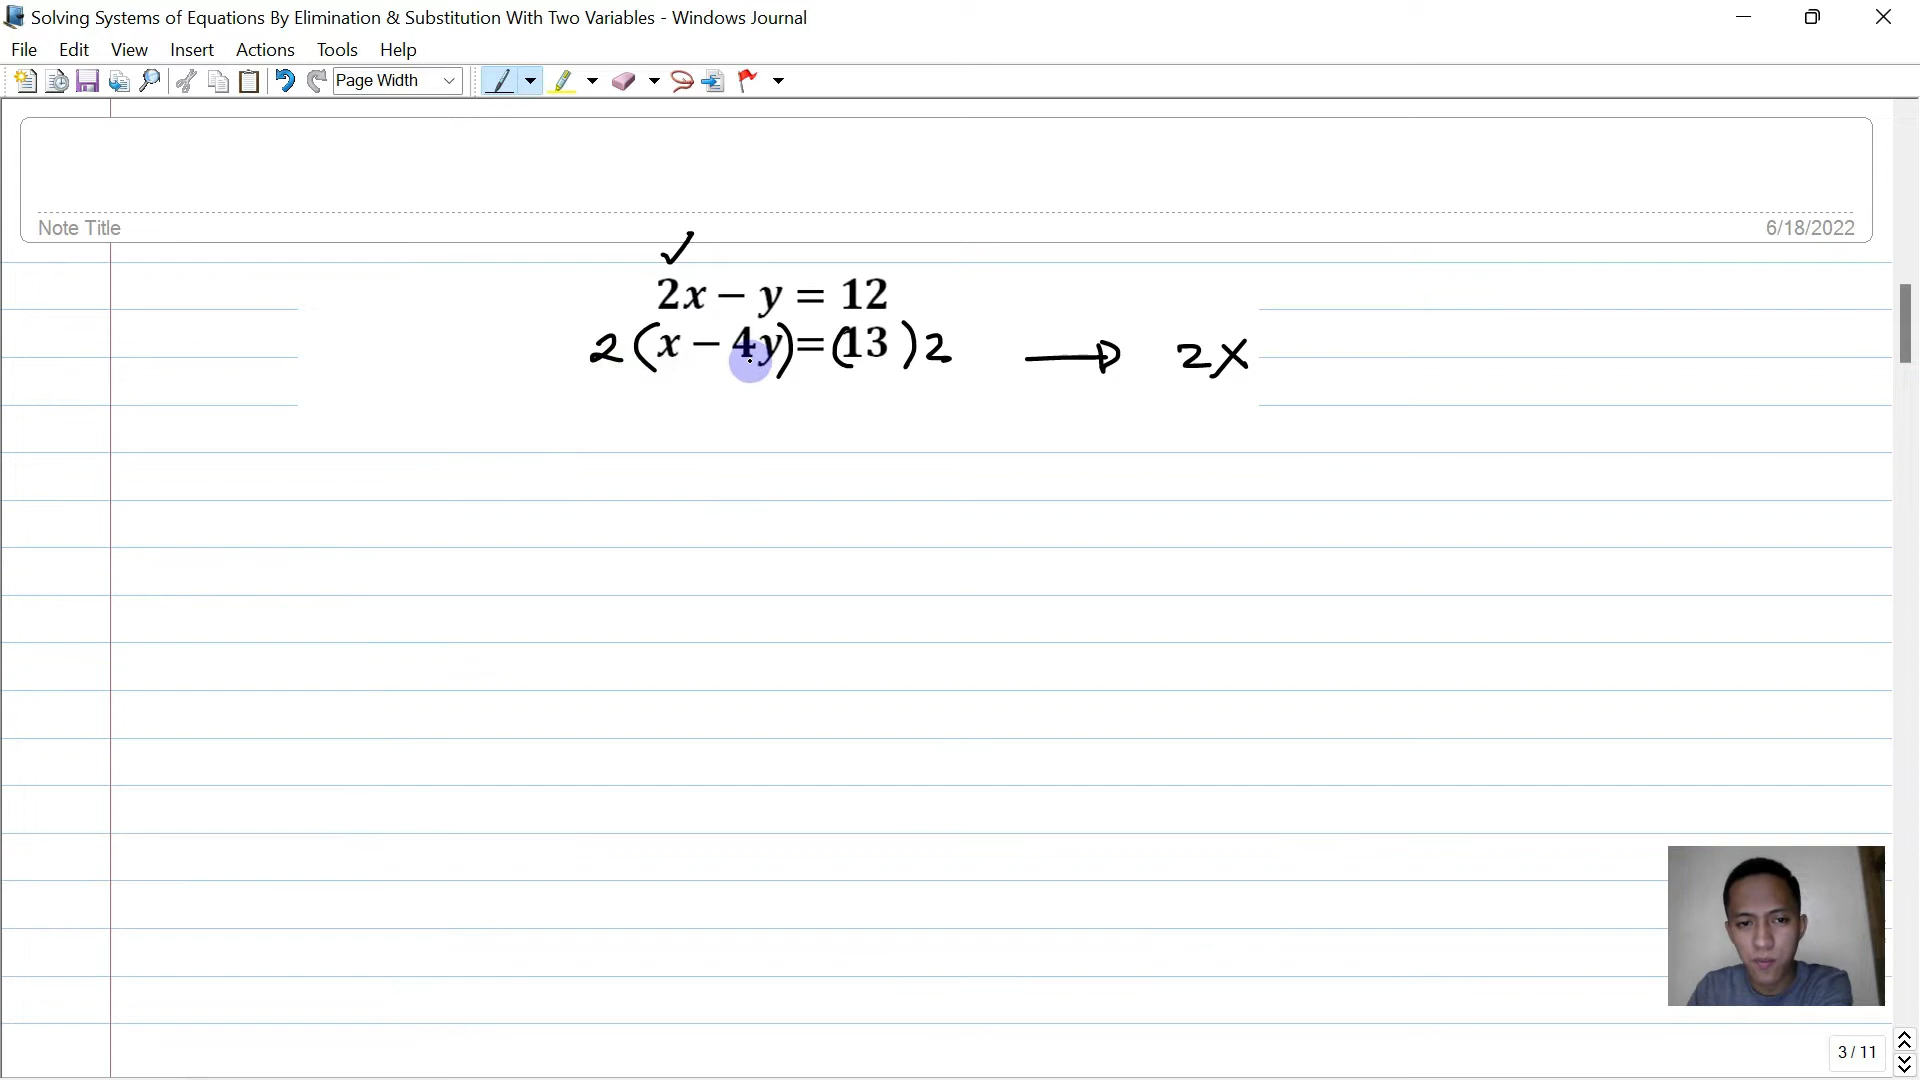 Solving Systems of Equations By Elimination & Substitution With Two Variables - Windows Journal
File Edit View Insert Actions Tools Help
Page Width
Note Title 6/18/2022
✓
2x − y = 12
2(x − 4y)=(13)2 → 2x
3 / 11